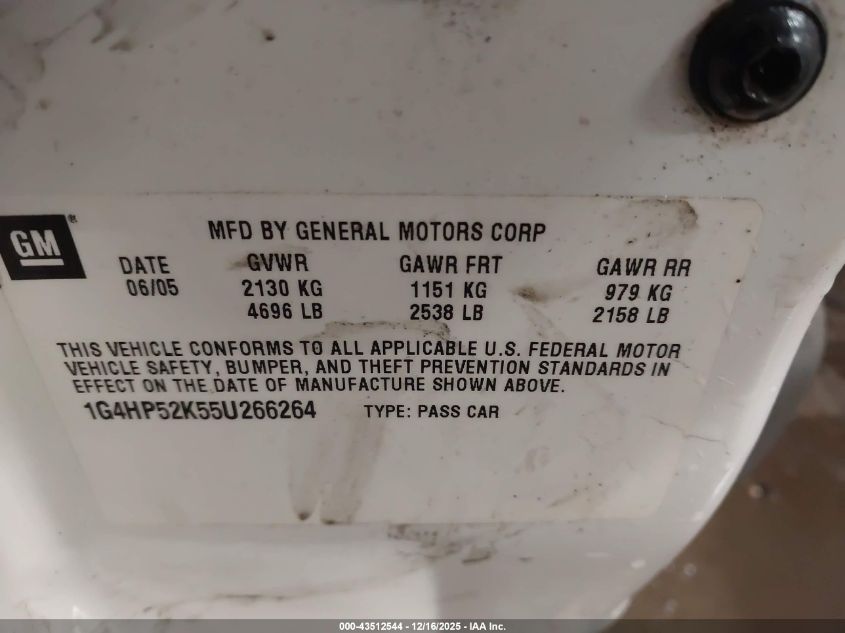 GM®
MFD BY GENERAL MOTORS CORP
DATE GVWR GAWR FRT GAWR RR
06/05 2130 KG 1151 KG 979 KG
4696 LB 2538 LB 2158 LB
THIS VEHICLE CONFORMS TO ALL APPLICABLE U.S. FEDERAL MOTOR
VEHICLE SAFETY, BUMPER, AND THEFT PREVENTION STANDARDS IN
EFFECT ON THE DATE OF MANUFACTURE SHOWN ABOVE.
1G4HP52K55U266264 TYPE: PASS CAR
000-43512544 - 12/16/2025 - IAA Inc.